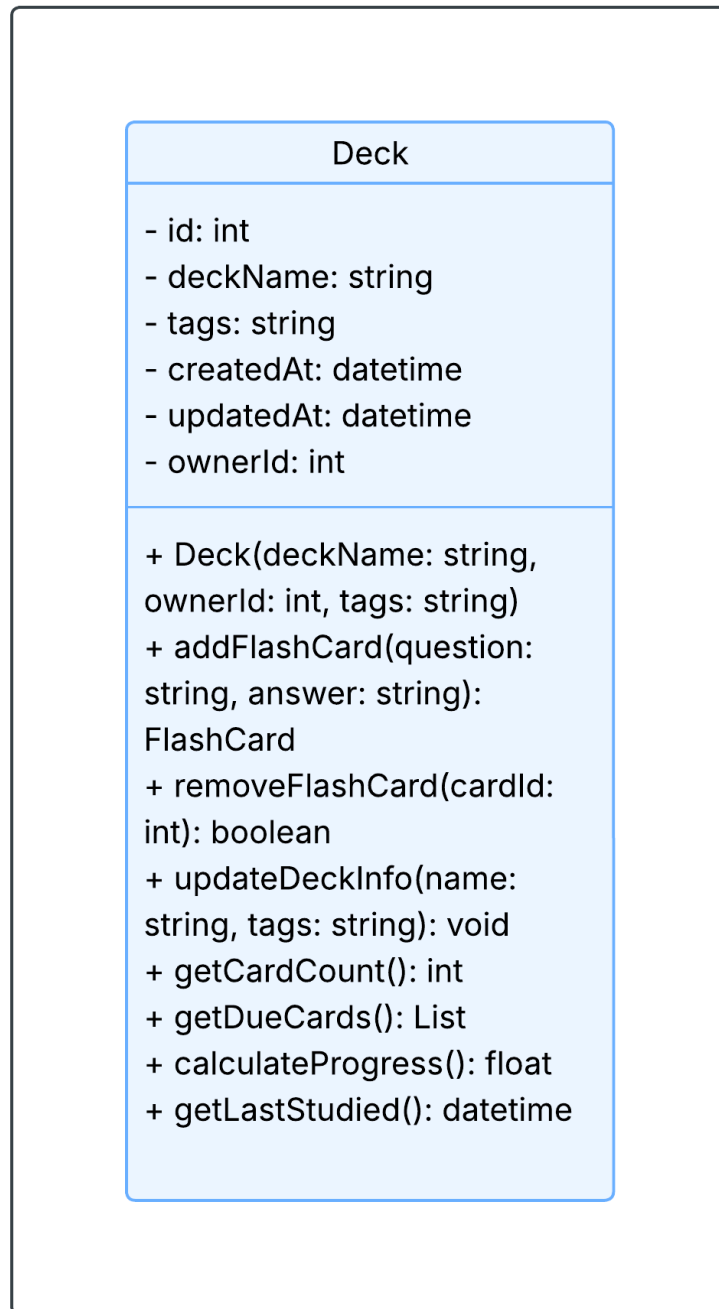 Deck
- id: int
- deckName: string
- tags: string
- createdAt: datetime
- updatedAt: datetime
- ownerId: int
+ Deck(deckName: string,
ownerId: int, tags: string)
+ addFlashCard(question:
string, answer: string):
FlashCard
+ removeFlashCard(cardId:
int): boolean
+ updateDeckInfo(name:
string, tags: string): void
+ getCardCount(): int
+ getDueCards(): List
+ calculateProgress(): float
+ getLastStudied(): datetime